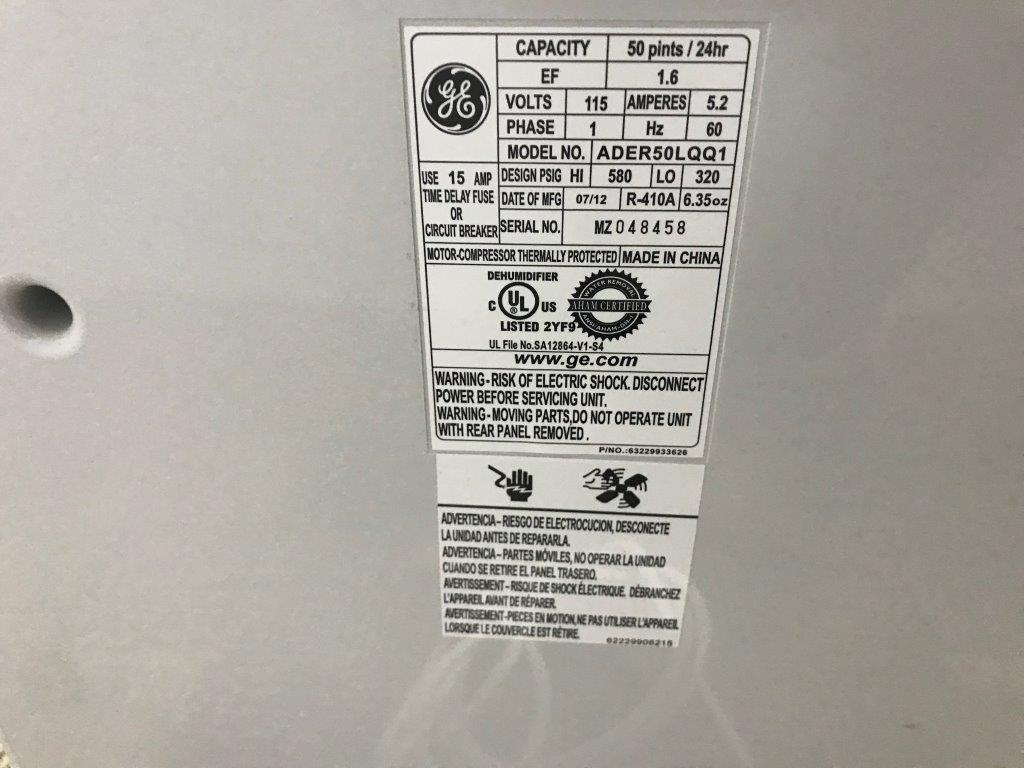 GE
CAPACITY 50 pints / 24hr
EF 1.6
VOLTS 115 AMPERES 5.2
PHASE 1 Hz 60
MODEL NO. ADER50LQQ1
USE 15 AMP
TIME DELAY FUSE
OR
CIRCUIT BREAKER
DESIGN PSIG HI 580 LO 320
DATE OF MFG 07/12 R-410A 6.35oz
SERIAL NO. MZ 048458
MOTOR-COMPRESSOR THERMALLY PROTECTED MADE IN CHINA
DEHUMIDIFIER
C UL US
®
LISTED 2YF9
WATER REMOVAL
AHAM CERTIFIED
UL File No.SA12864-V1-S4
www.ge.com
WARNING-RISK OF ELECTRIC SHOCK. DISCONNECT
POWER BEFORE SERVICING UNIT.
WARNING-MOVING PARTS,DO NOT OPERATE UNIT
WITH REAR PANEL REMOVED .
P/NO.:63229933626
ADVERTENCIA-RIESGO DE ELECTROCUCION, DESCONECTE
LA UNIDAD ANTES DE REPARARLA.
ADVERTENCIA-PARTES MÓVILES, NO OPERAR LA UNIDAD
CUANDO SE RETIRE EL PANEL TRASERO.
AVERTISSEMENT-RISQUE DE SHOCK ÉLECTRIQUE. DÉBRANCHEZ
L'APPAREIL AVANT DE RÉPARER.
AVERTISSEMENT-PIECES EN MOTION,NE PAS UTILISER L'APPAREIL
LORSQUE LE COUVERCLE EST RÉTIRE.
62229906215